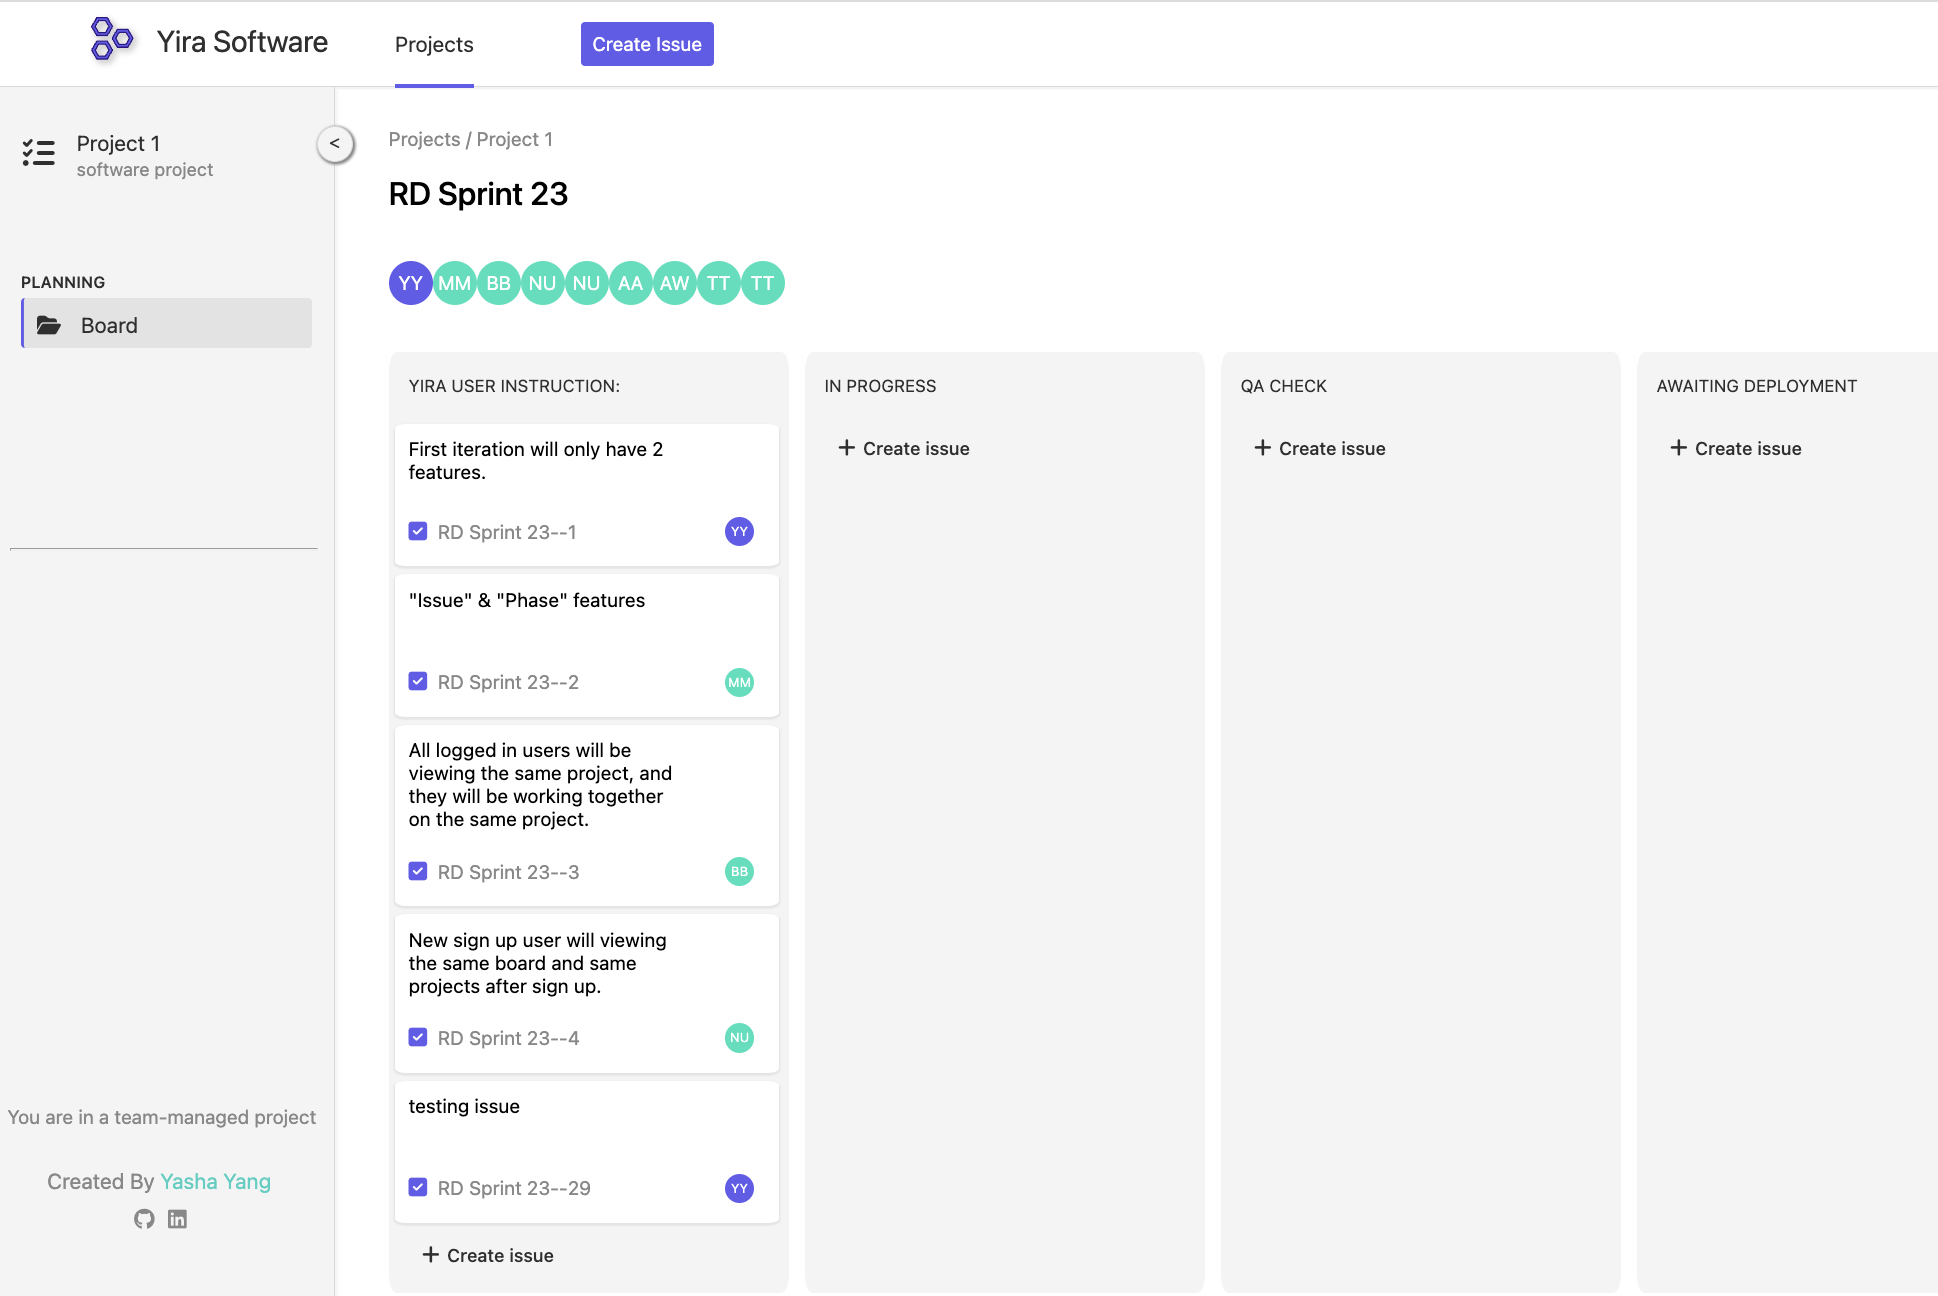 Yira Software
Projects
Create Issue
Project 1
software project
<
PLANNING
Board
You are in a team-managed project
Created By Yasha Yang
Projects / Project 1
RD Sprint 23
YY MM BB NU NU AA AW TT TT
YIRA USER INSTRUCTION:
First iteration will only have 2
features.
RD Sprint 23--1
YY
"Issue" & "Phase" features
RD Sprint 23--2
MM
All logged in users will be
viewing the same project, and
they will be working together
on the same project.
RD Sprint 23--3
BB
New sign up user will viewing
the same board and same
projects after sign up.
RD Sprint 23--4
NU
testing issue
RD Sprint 23--29
YY
+ Create issue
IN PROGRESS
+ Create issue
QA CHECK
+ Create issue
AWAITING DEPLOYMENT
+ Create issue